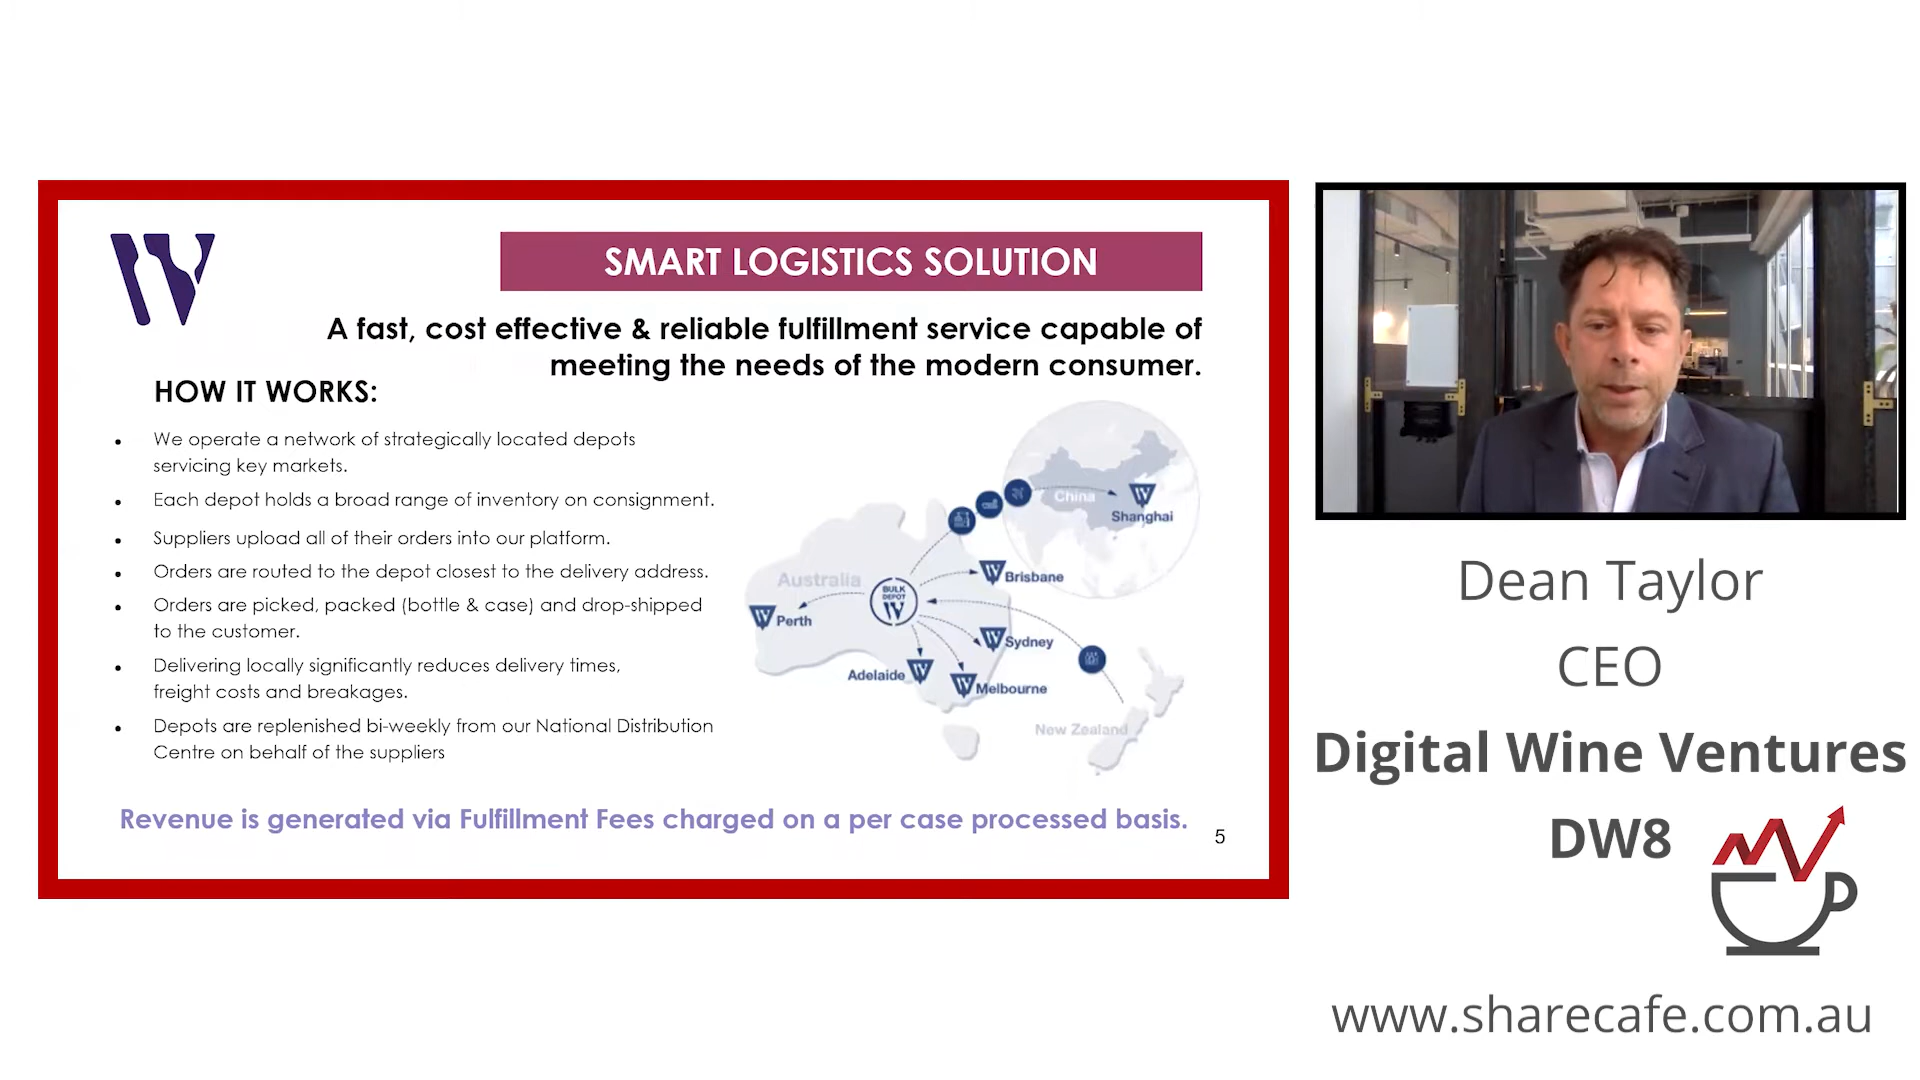 SMART LOGISTICS SOLUTION
A fast, cost effective & reliable fulfillment service capable of
meeting the needs of the modern consumer.
HOW IT WORKS:
• We operate a network of strategically located depots
servicing key markets.
• Each depot holds a broad range of inventory on consignment.
• Suppliers upload all of their orders into our platform.
• Orders are routed to the depot closest to the delivery address.
• Orders are picked, packed (bottle & case) and drop-shipped
to the customer.
• Delivering locally significantly reduces delivery times,
freight costs and breakages.
• Depots are replenished bi-weekly from our National Distribution
Centre on behalf of the suppliers
China
Shanghai
Australia
BULK
DEPOT
Brisbane
Perth
Sydney
Adelaide
Melbourne
New Zealand
Revenue is generated via Fulfillment Fees charged on a per case processed basis.
5
Dean Taylor
CEO
Digital Wine Ventures
DW8
www.sharecafe.com.au